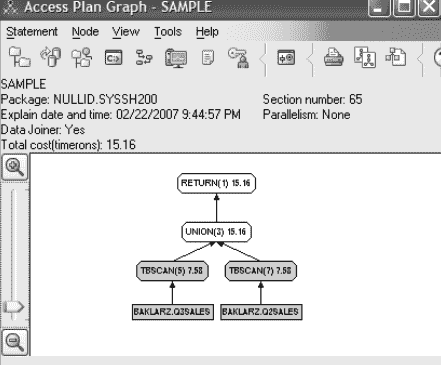 Access Plan Graph - SAMPLE
Statement Node View Tools Help
SAMPLE
Package: NULLID.SYSSH200 Section number: 65
Explain date and time: 02/22/2007 9:44:57 PM Parallelism: None
Data Joiner: Yes
Total cost(timerons): 15.16
RETURN(1) 15.16
UNION(3) 15.16
TBSCAN(5) 7.58 TBSCAN(7) 7.58
BAKLARZ.Q3SALES BAKLARZ.Q2SALES